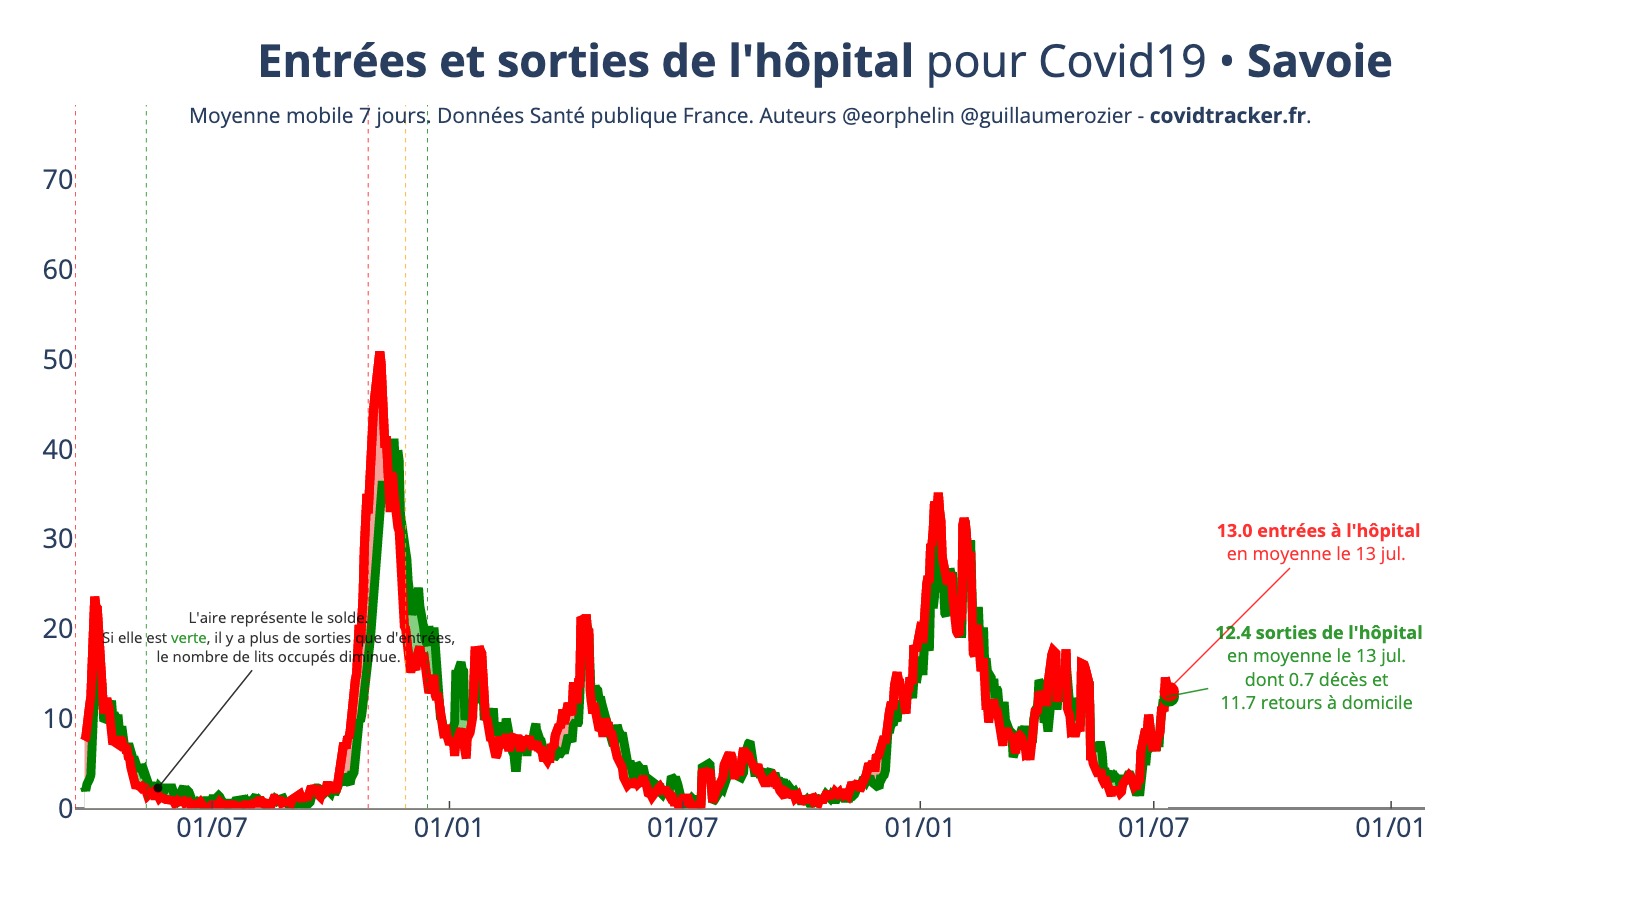 Entrées et sorties de l'hôpital pour Covid19 • Savoie
Moyenne mobile 7 jours. Données Santé publique France. Auteurs @eorphelin @guillaumerozier - covidtracker.fr.
70
60
50
40
30
20
10
0
L'aire représente le solde.
Si elle est verte, il y a plus de sorties que d'entrées,
le nombre de lits occupés diminue.
13.0 entrées à l'hôpital
en moyenne le 13 jul.
12.4 sorties de l'hôpital
en moyenne le 13 jul.
dont 0.7 décès et
11.7 retours à domicile
01/07
01/01
01/07
01/01
01/07
01/01